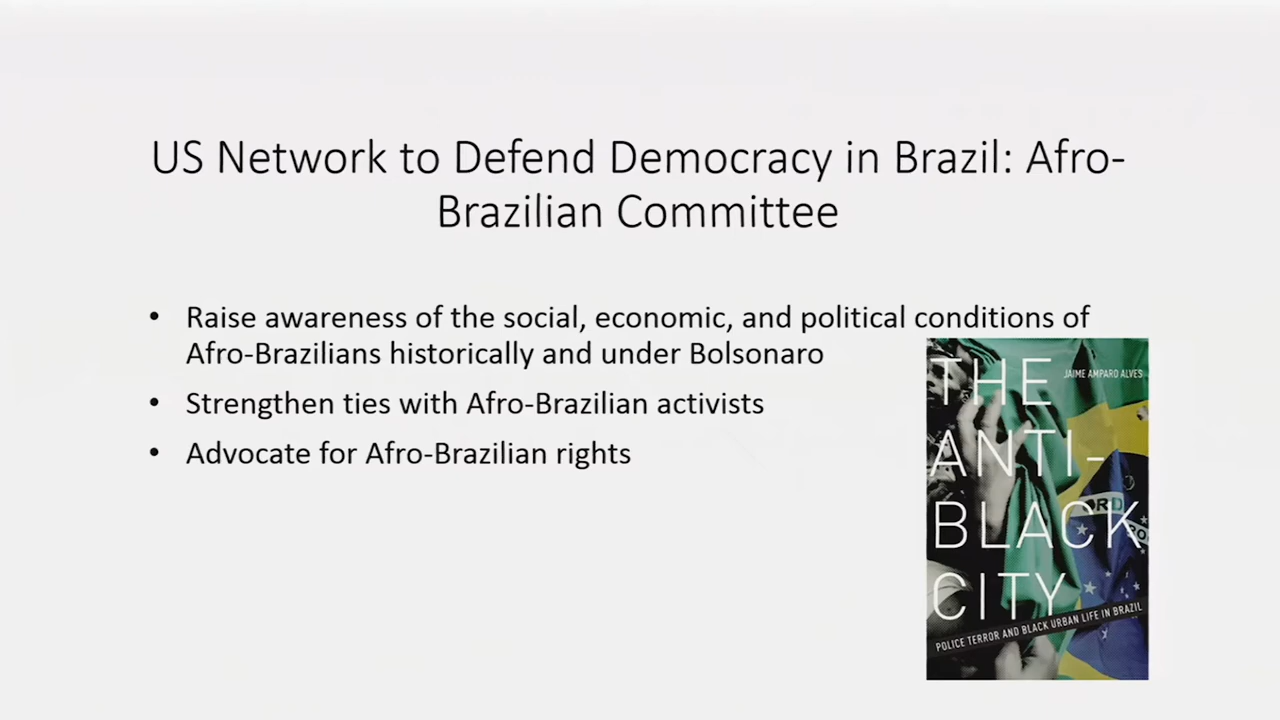 US Network to Defend Democracy in Brazil: Afro-
Brazilian Committee
• Raise awareness of the social, economic, and political conditions of
Afro-Brazilians historically and under Bolsonaro
• Strengthen ties with Afro-Brazilian activists
• Advocate for Afro-Brazilian rights
THE
JAIME AMPARO ALVES
ANTI-
BLACK
CITY
POLICE TERROR AND BLACK URBAN LIFE IN BRAZIL